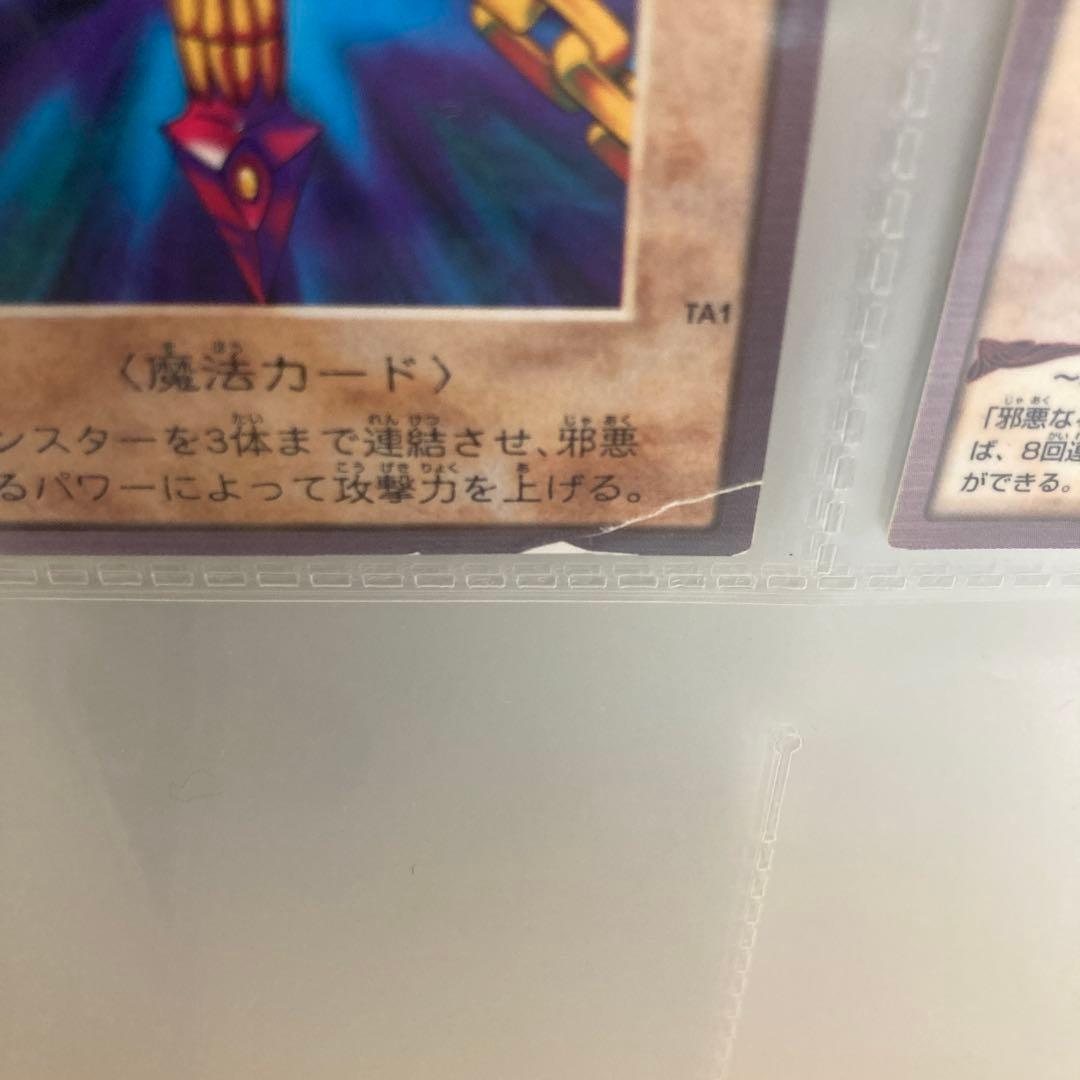 TA1
〈魔法カード〉
ンスターを3体まで連結させ、邪悪
るパワーによって攻撃力を上げる。
「邪悪な
ば、8回連
ができる。